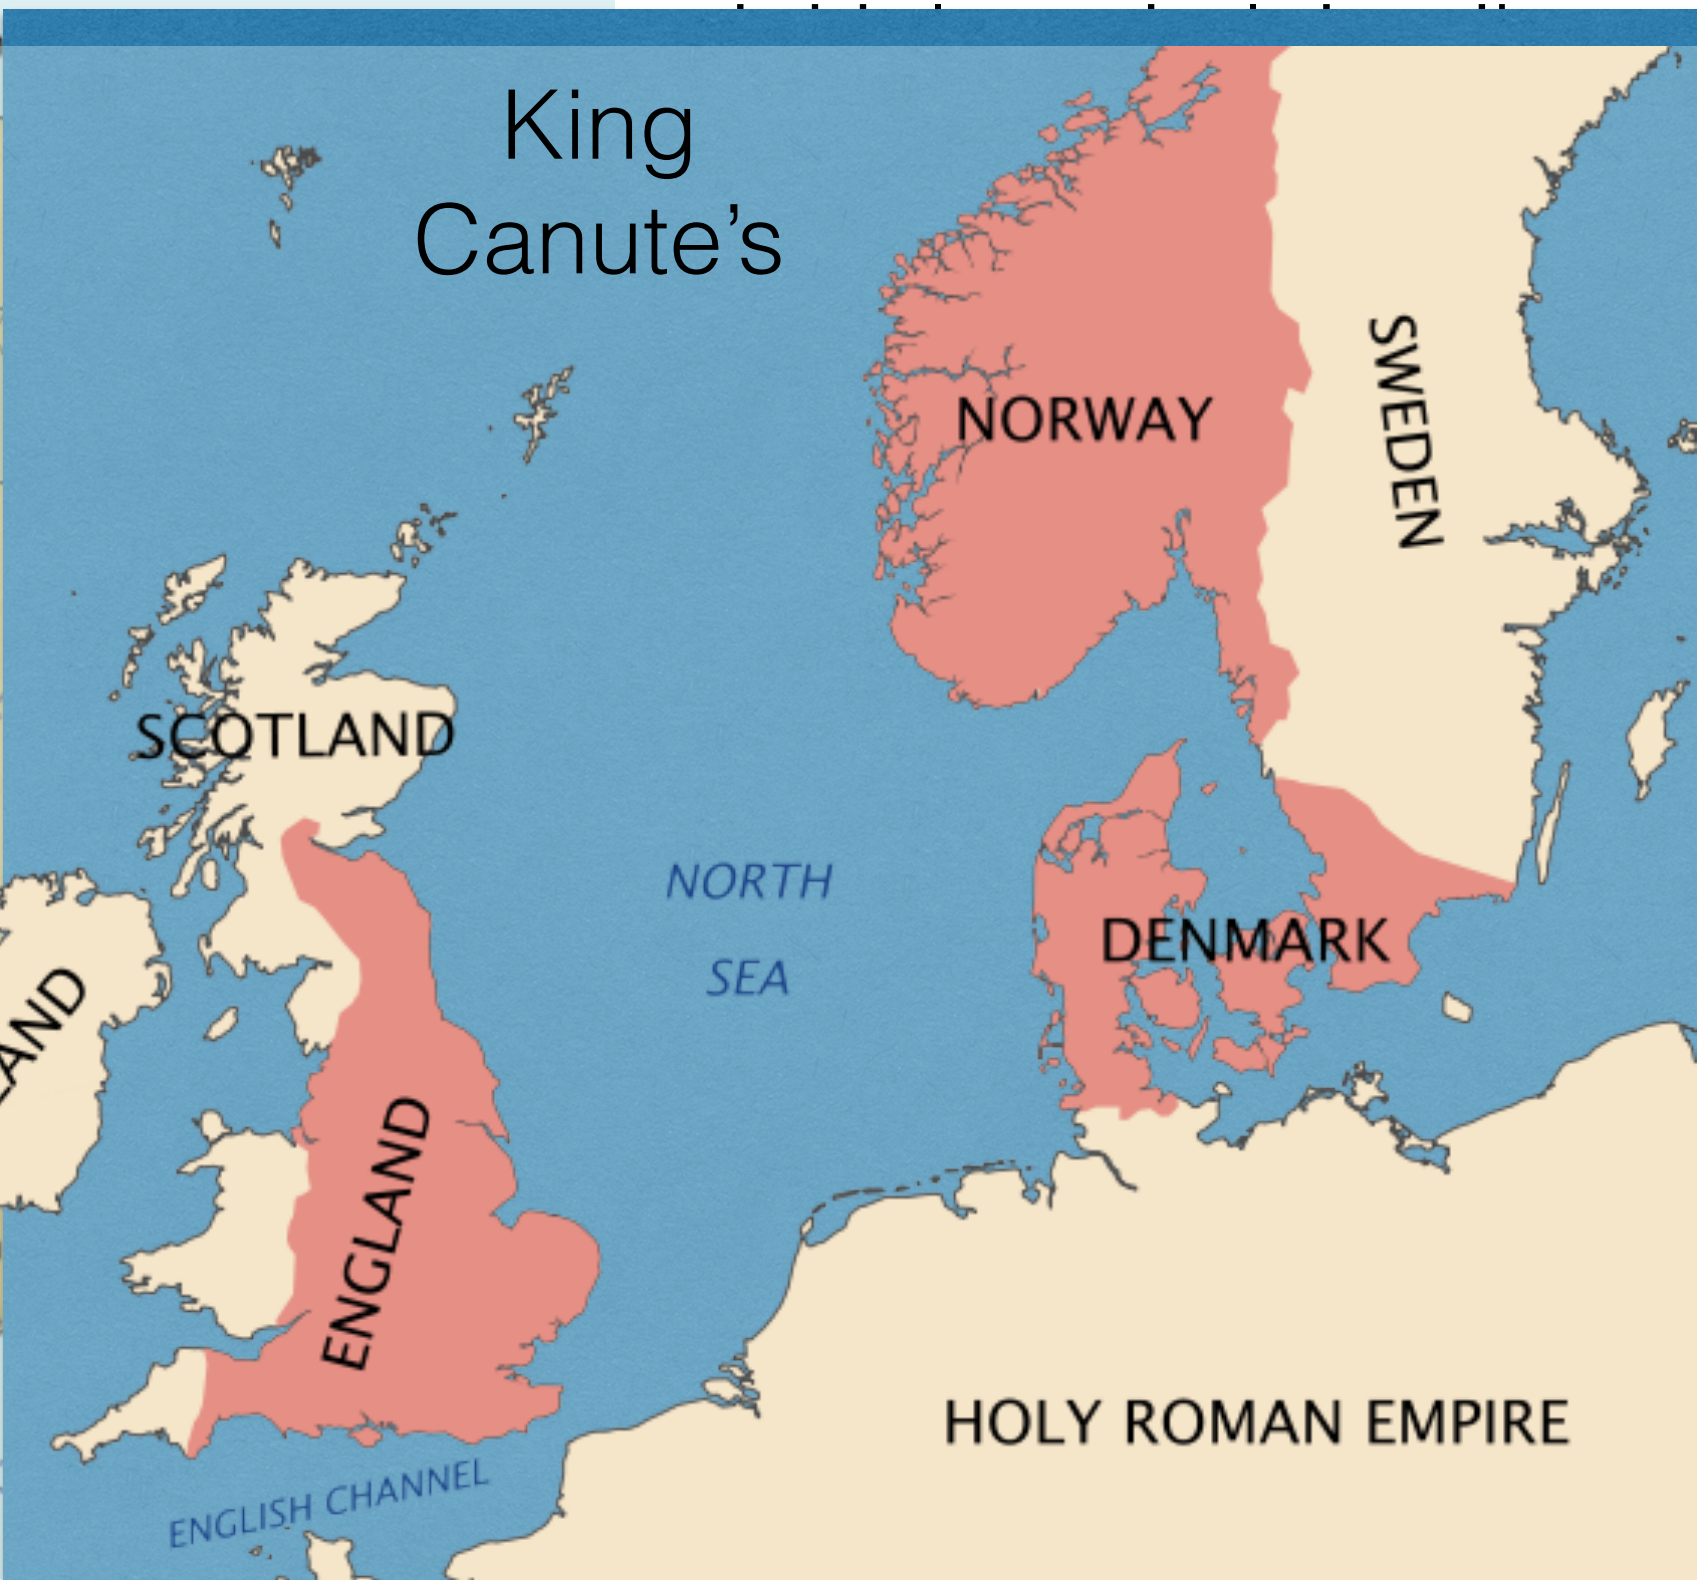 King
Canute’s
NORWAY
SWEDEN
SCOTLAND
NORTH
SEA
DENMARK
ENGLAND
HOLY ROMAN EMPIRE
ENGLISH CHANNEL